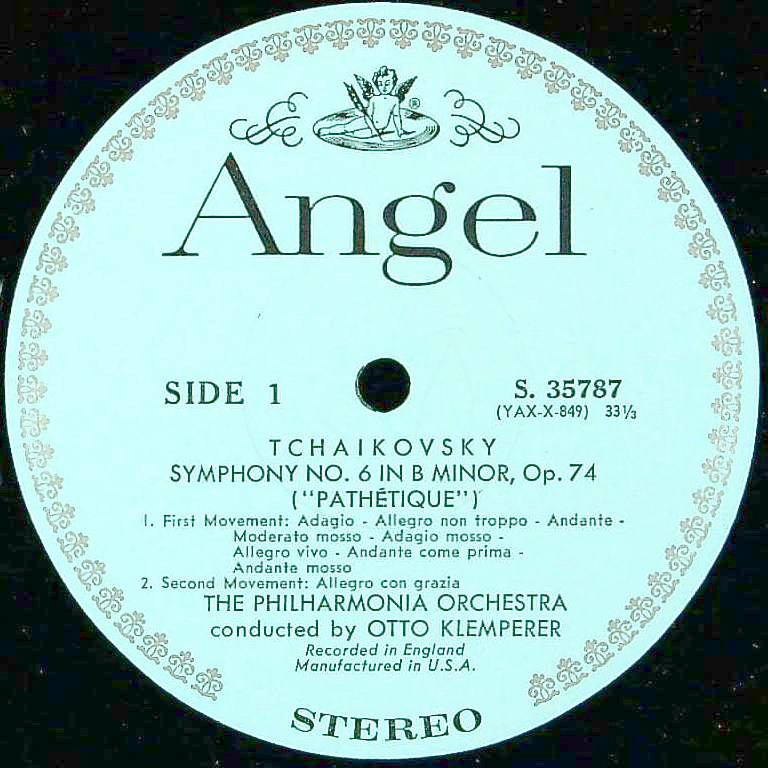 ®
Angel
SIDE 1
S. 35787
(YAX-X-849) 33⅓
TCHAIKOVSKY
SYMPHONY NO. 6 IN B MINOR, Op. 74
("PATHÉTIQUE")
1. First Movement: Adagio - Allegro non troppo - Andante -
Moderato mosso - Adagio mosso -
Allegro vivo - Andante come prima -
Andante mosso
2. Second Movement: Allegro con grazia
THE PHILHARMONIA ORCHESTRA
conducted by OTTO KLEMPERER
Recorded in England
Manufactured in U.S.A.
STEREO